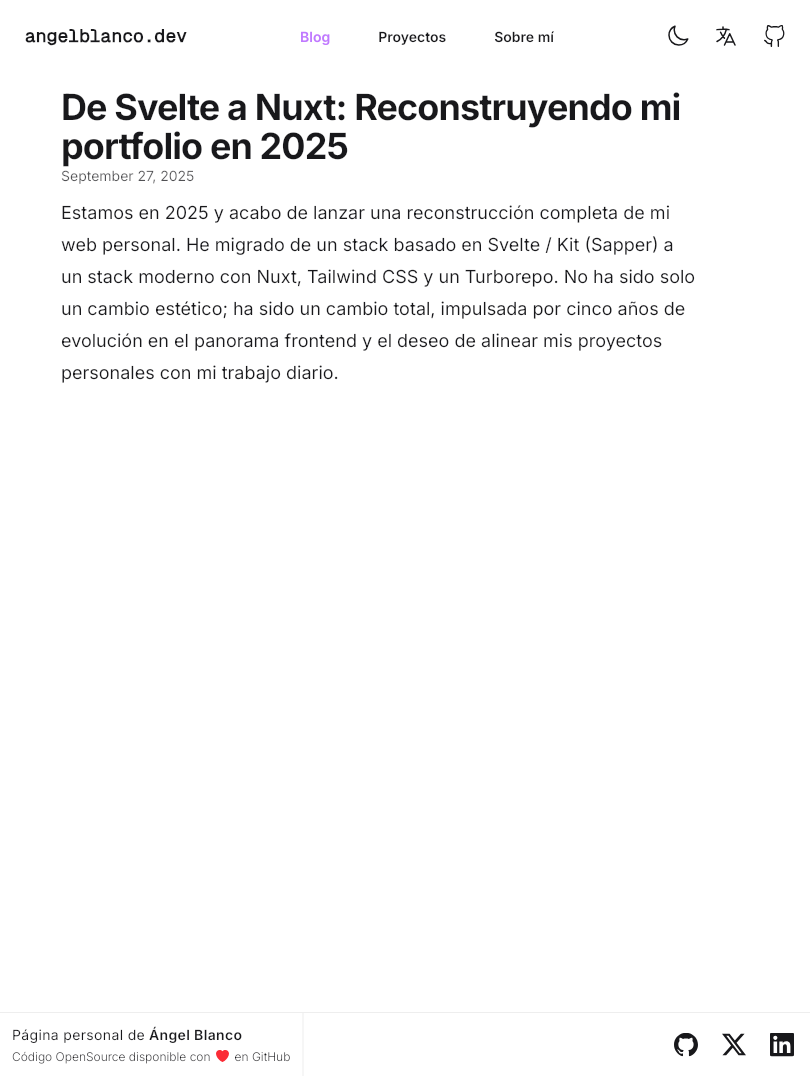 angelblanco.dev
Blog
Proyectos
Sobre mí
De Svelte a Nuxt: Reconstruyendo mi
portfolio en 2025
September 27, 2025
Estamos en 2025 y acabo de lanzar una reconstrucción completa de mi
web personal. He migrado de un stack basado en Svelte / Kit (Sapper) a
un stack moderno con Nuxt, Tailwind CSS y un Turborepo. No ha sido solo
un cambio estético; ha sido un cambio total, impulsada por cinco años de
evolución en el panorama frontend y el deseo de alinear mis proyectos
personales con mi trabajo diario.
Página personal de Ángel Blanco
Código OpenSource disponible con ❤️ en GitHub